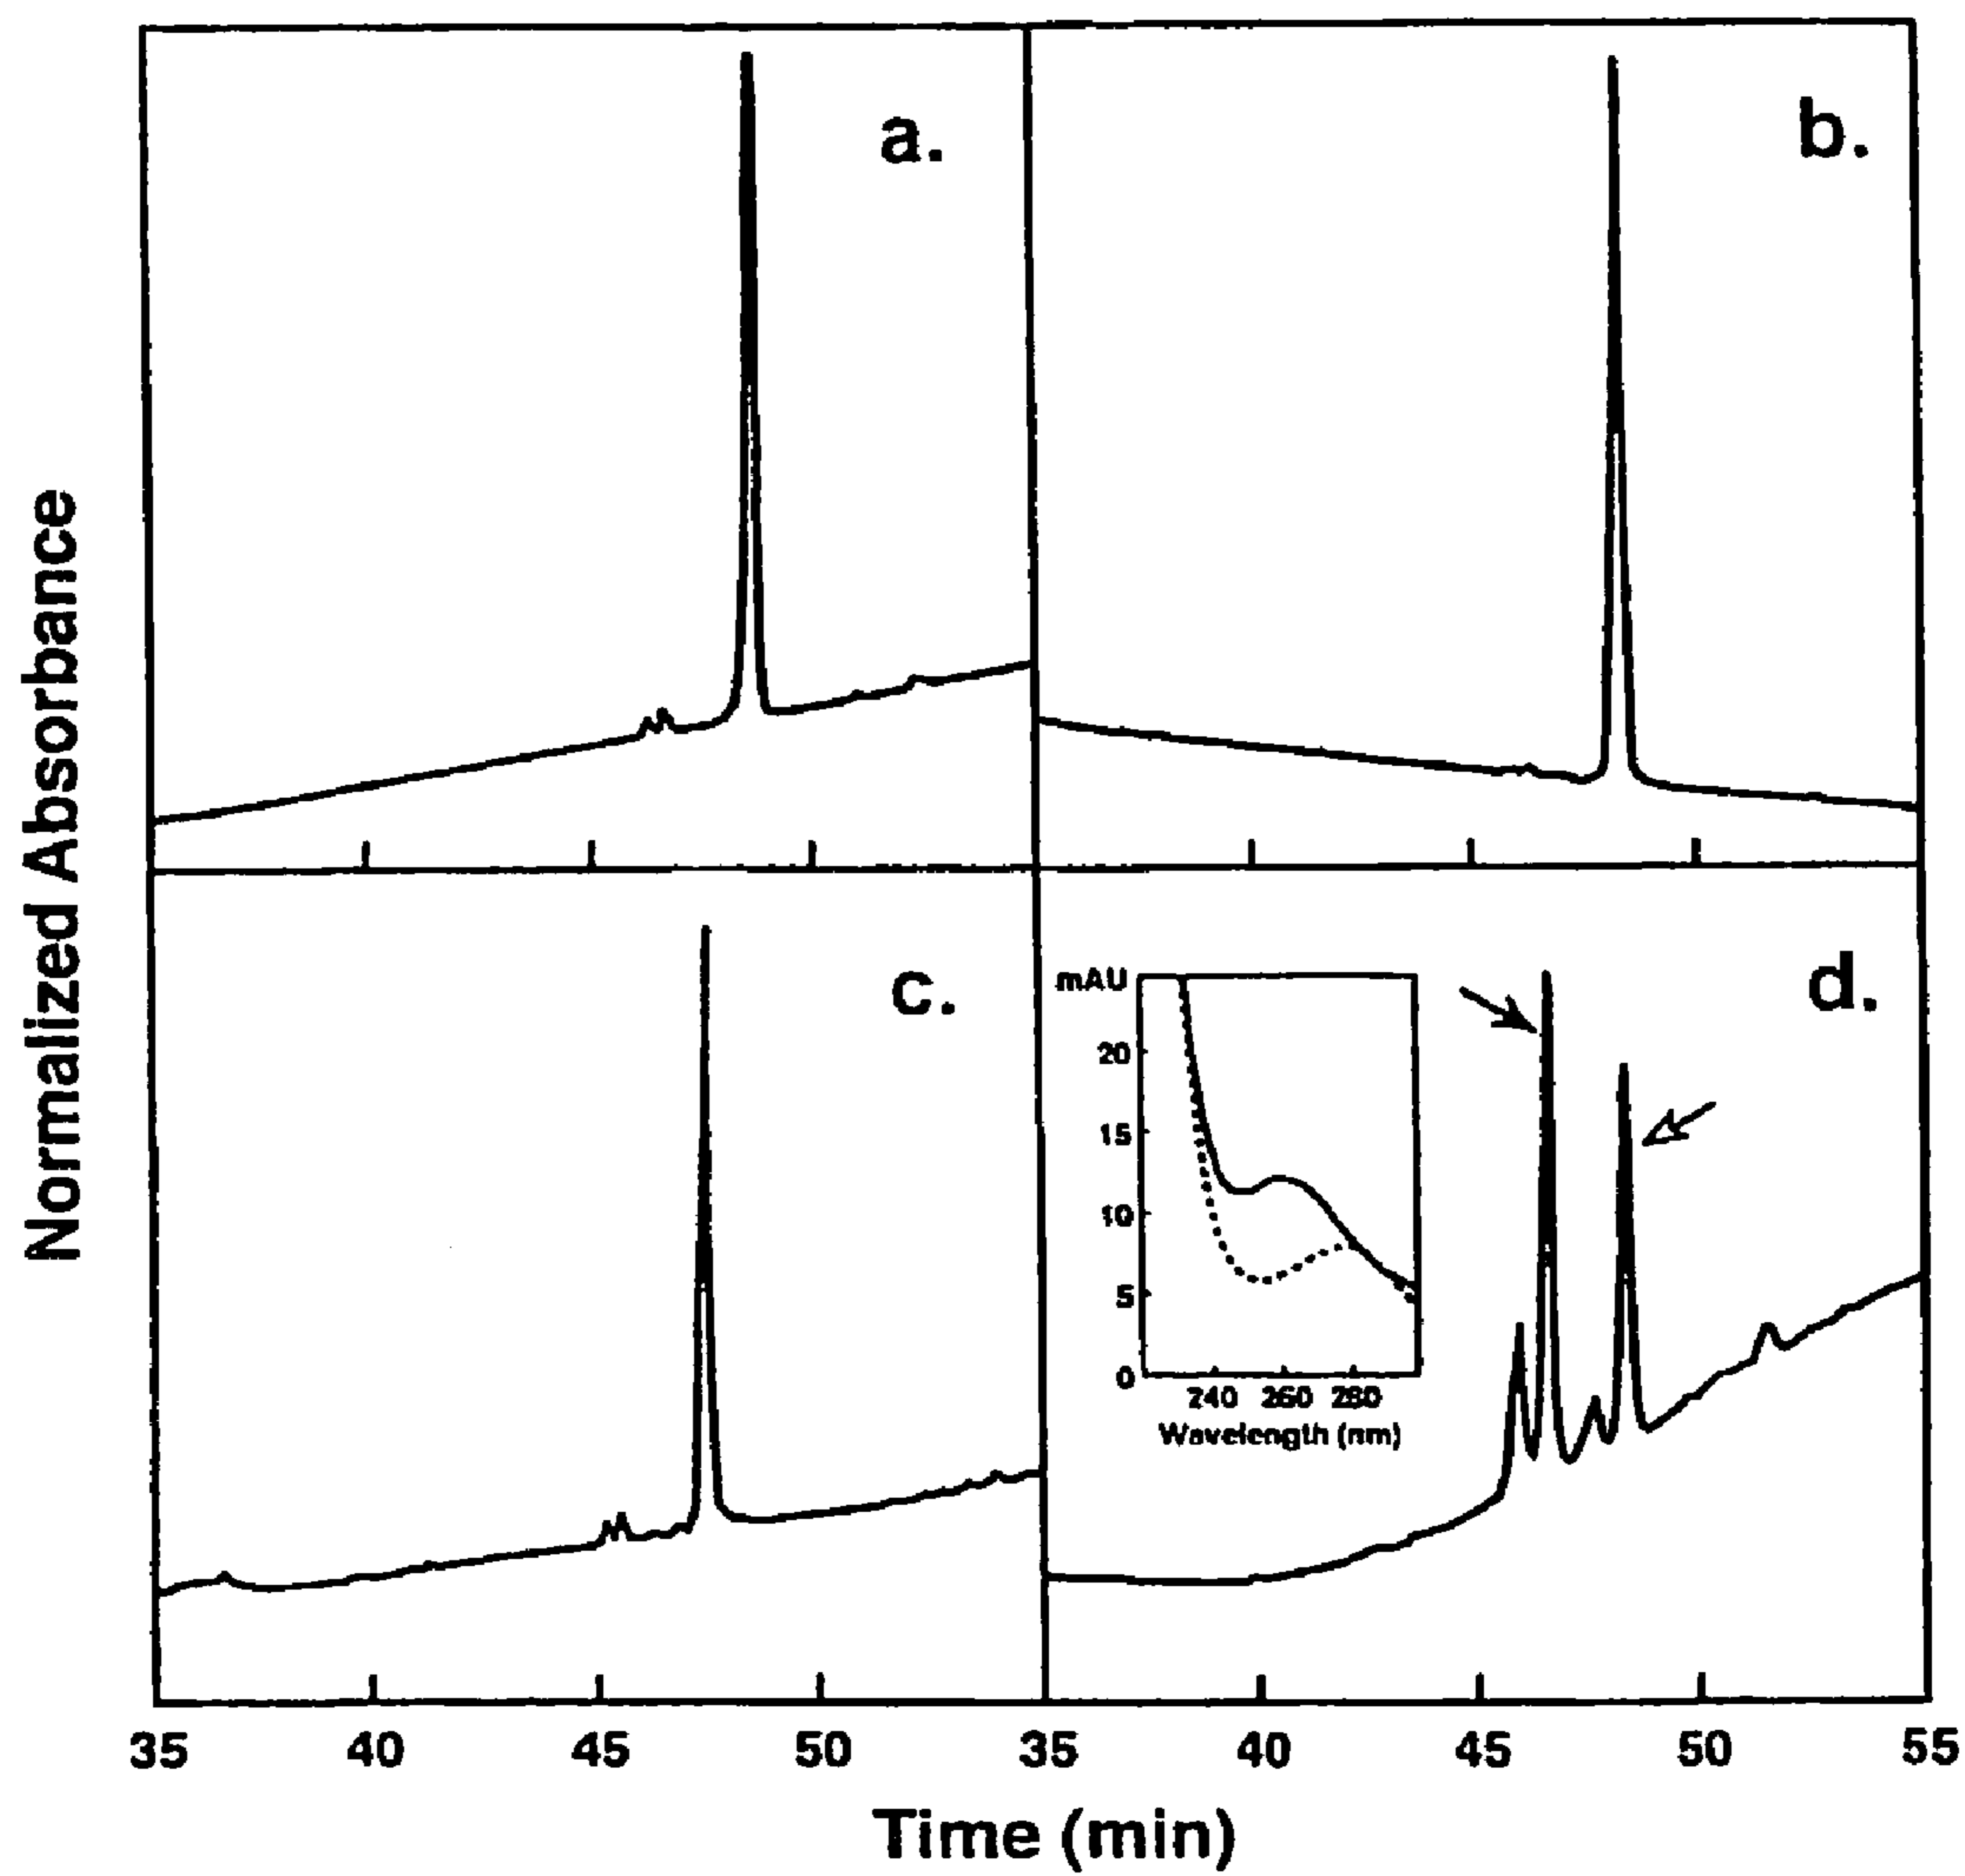 a.
b.
Normalized Absorbance
c.
d.
mAU
20
15
10
5
0
240 260 280
Wavelength (nm)
35 40 45 50 35 40 45 50 55
Time (min)